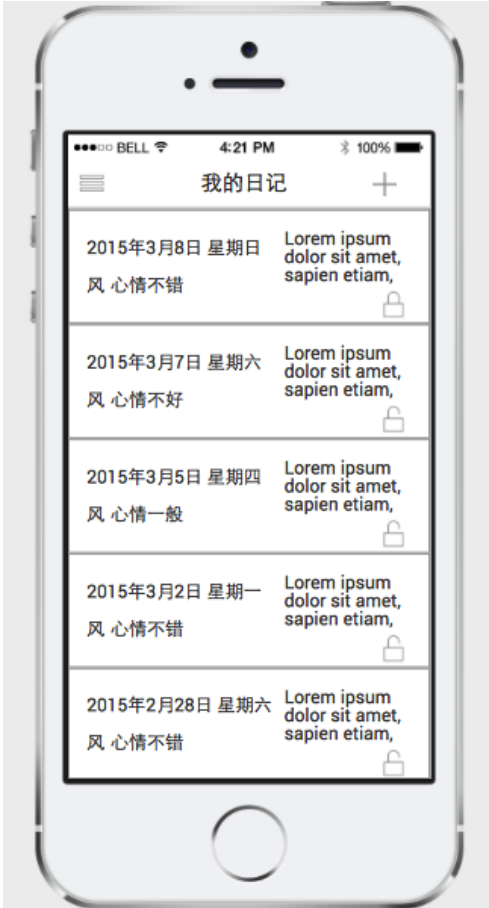 BELL 4:21 PM 100%
我的日记
2015年3月8日 星期日
风 心情不错
Lorem ipsum
dolor sit amet,
sapien etiam,
2015年3月7日 星期六
风 心情不好
Lorem ipsum
dolor sit amet,
sapien etiam,
2015年3月5日 星期四
风 心情一般
Lorem ipsum
dolor sit amet,
sapien etiam,
2015年3月2日 星期一
风 心情不错
Lorem ipsum
dolor sit amet,
sapien etiam,
2015年2月28日 星期六
风 心情不错
Lorem ipsum
dolor sit amet,
sapien etiam,